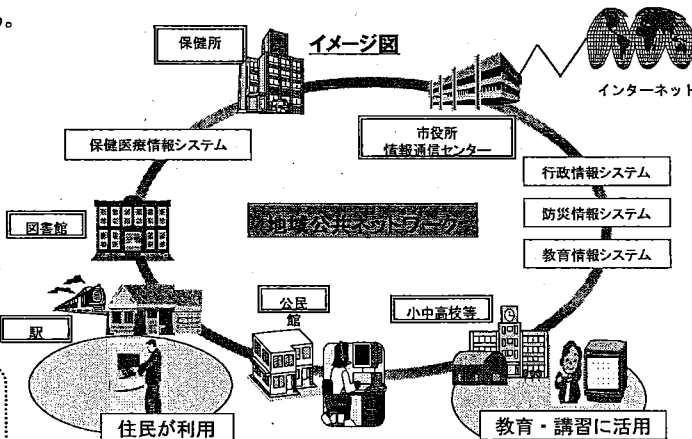 る。
イメージ図
保健所
インターネット
市役所
情報通信センター
保健医療情報システム
行政情報システム
防災情報システム
教育情報システム
図書館
地域公共ネットワーク
公民
館
小中高校等
駅
住民が利用
教育・講習に活用